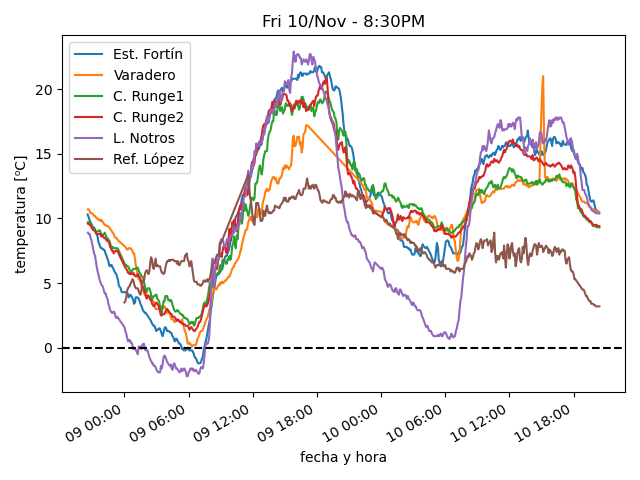 Fri 10/Nov - 8:30PM
Est. Fortín
Varadero
C. Runge1
C. Runge2
L. Notros
Ref. López
temperatura [ºC]
20
15
10
5
0
09 00:00
09 06:00
09 12:00
09 18:00
10 00:00
10 06:00
10 12:00
10 18:00
fecha y hora